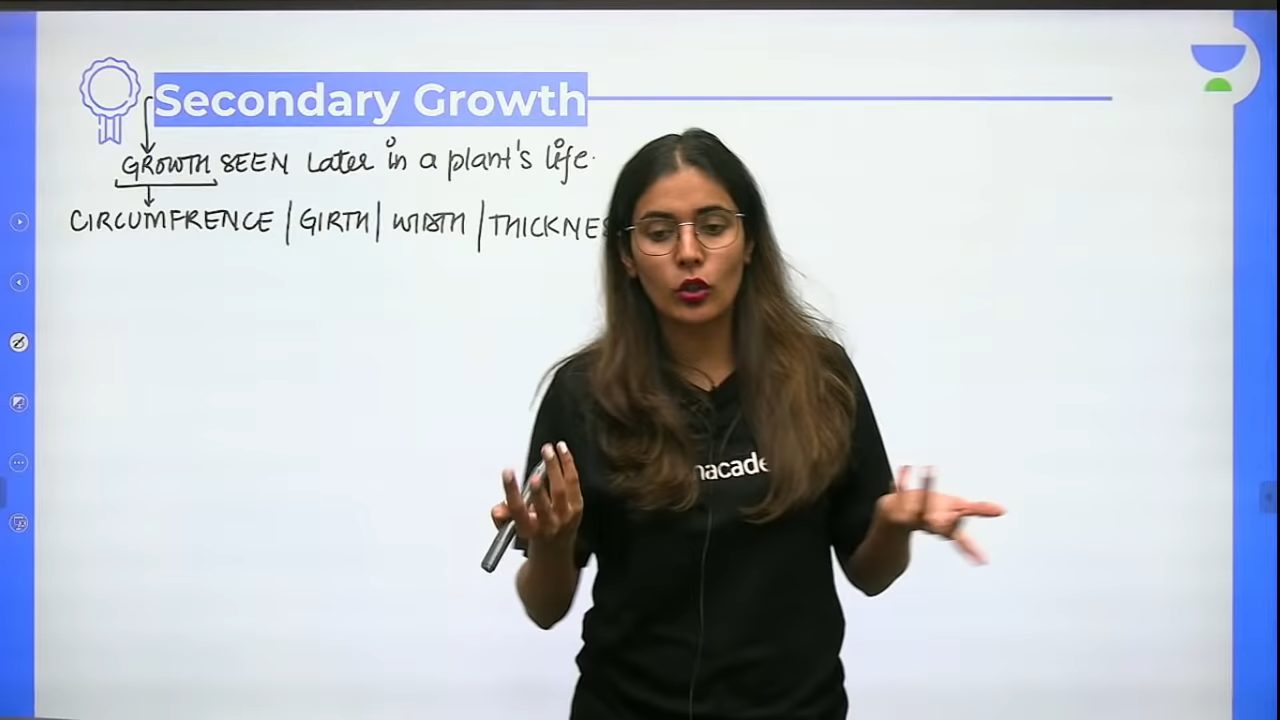 Secondary Growth
GROWTH SEEN Later in a plant's life.
CIRCUMFRENCE | GIRTH | WIDTH | THICKNES
nacade